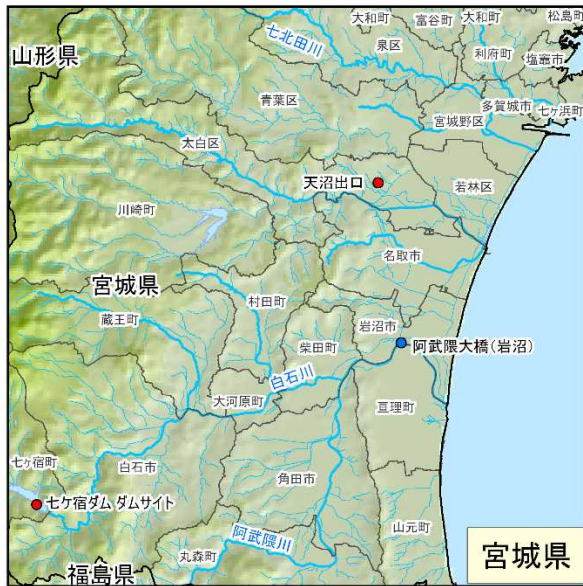 大和町
富谷町
大和町
松島町
七北田川
泉区
利府町
山形県
塩竈市
青葉区
多賀城市
七ヶ浜町
宮城野区
太白区
天沼出口
若林区
川崎町
名取市
宮城県
村田町
蔵王町
岩沼市
柴田町
阿武隈大橋(岩沼)
白石川
大河原町
亘理町
七ヶ宿町
白石市
角田市
七ケ宿ダム ダムサイト
山元町
阿武隈川
丸森町
宮城県
福島県